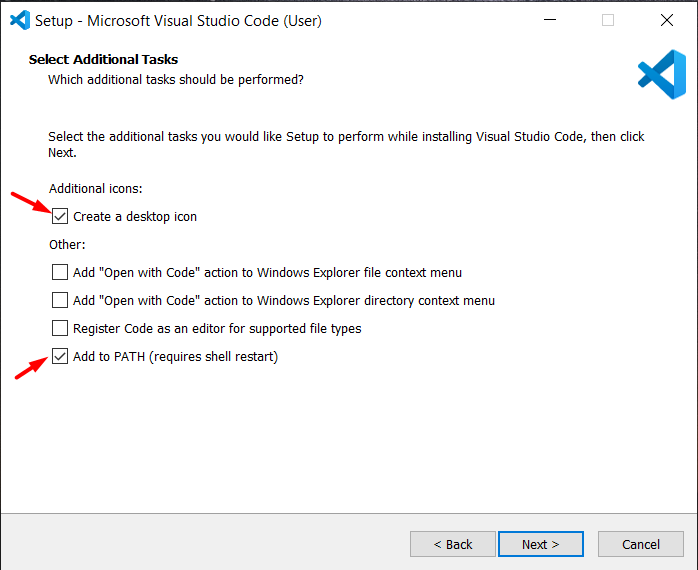 Setup - Microsoft Visual Studio Code (User)
Select Additional Tasks
Which additional tasks should be performed?
Select the additional tasks you would like Setup to perform while installing Visual Studio Code, then click
Next.
Additional icons:
Create a desktop icon
Other:
Add "Open with Code" action to Windows Explorer file context menu
Add "Open with Code" action to Windows Explorer directory context menu
Register Code as an editor for supported file types
Add to PATH (requires shell restart)
< Back Next > Cancel